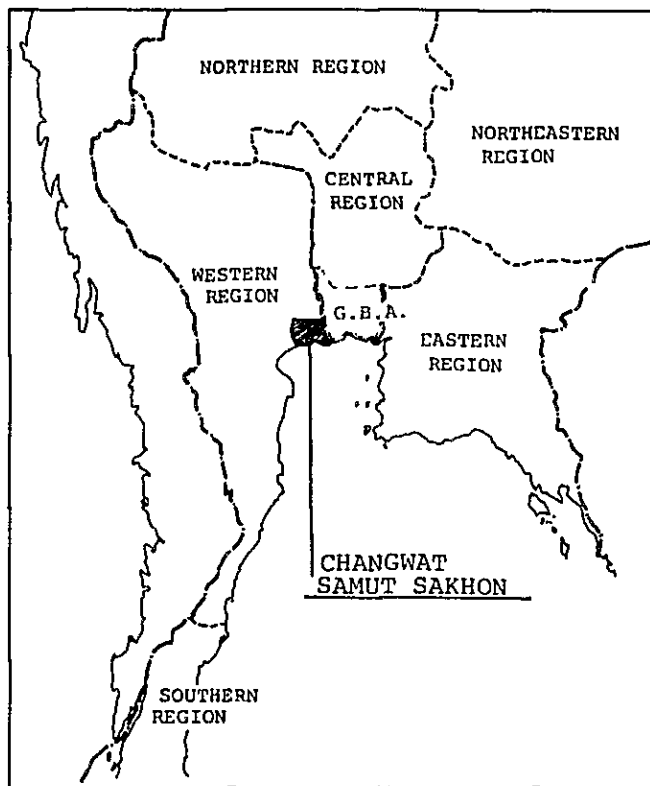 NORTHERN REGION
NORTHEASTERN
REGION
CENTRAL
REGION
WESTERN
REGION
G.B.A.
EASTERN
REGION
CHANGWAT
SAMUT SAKHON
SOUTHERN
REGION